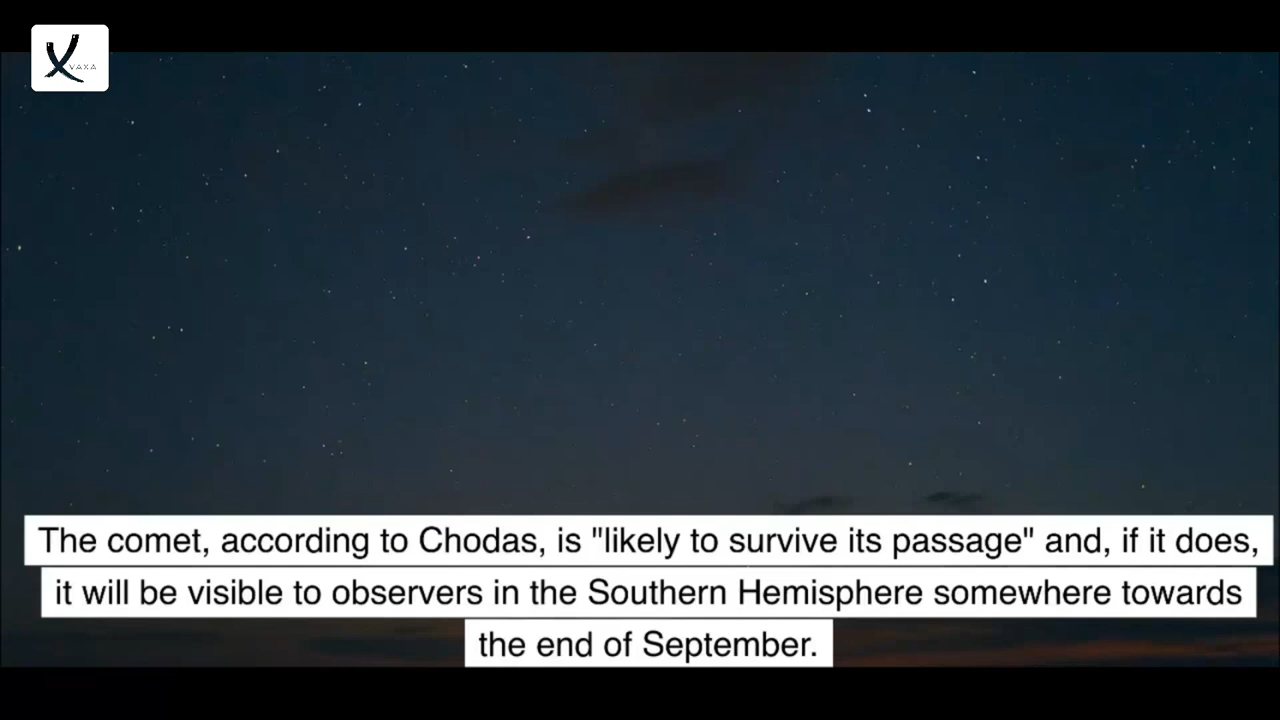 VAXA
The comet, according to Chodas, is "likely to survive its passage" and, if it does,
it will be visible to observers in the Southern Hemisphere somewhere towards
the end of September.